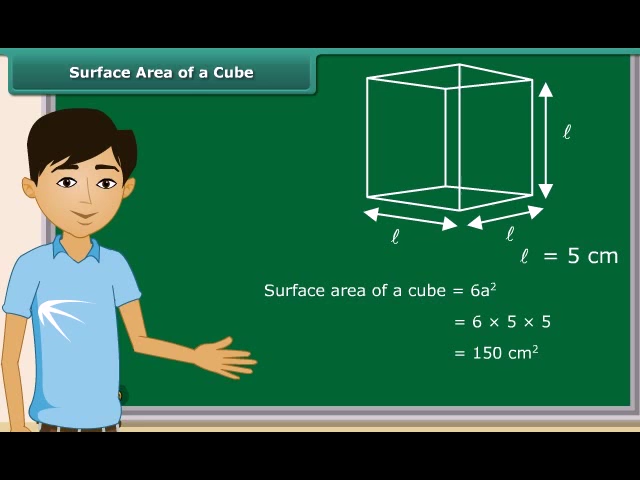 Surface Area of a Cube
ℓ
ℓ
ℓ
ℓ = 5 cm
Surface area of a cube = 6a²
= 6 × 5 × 5
= 150 cm²